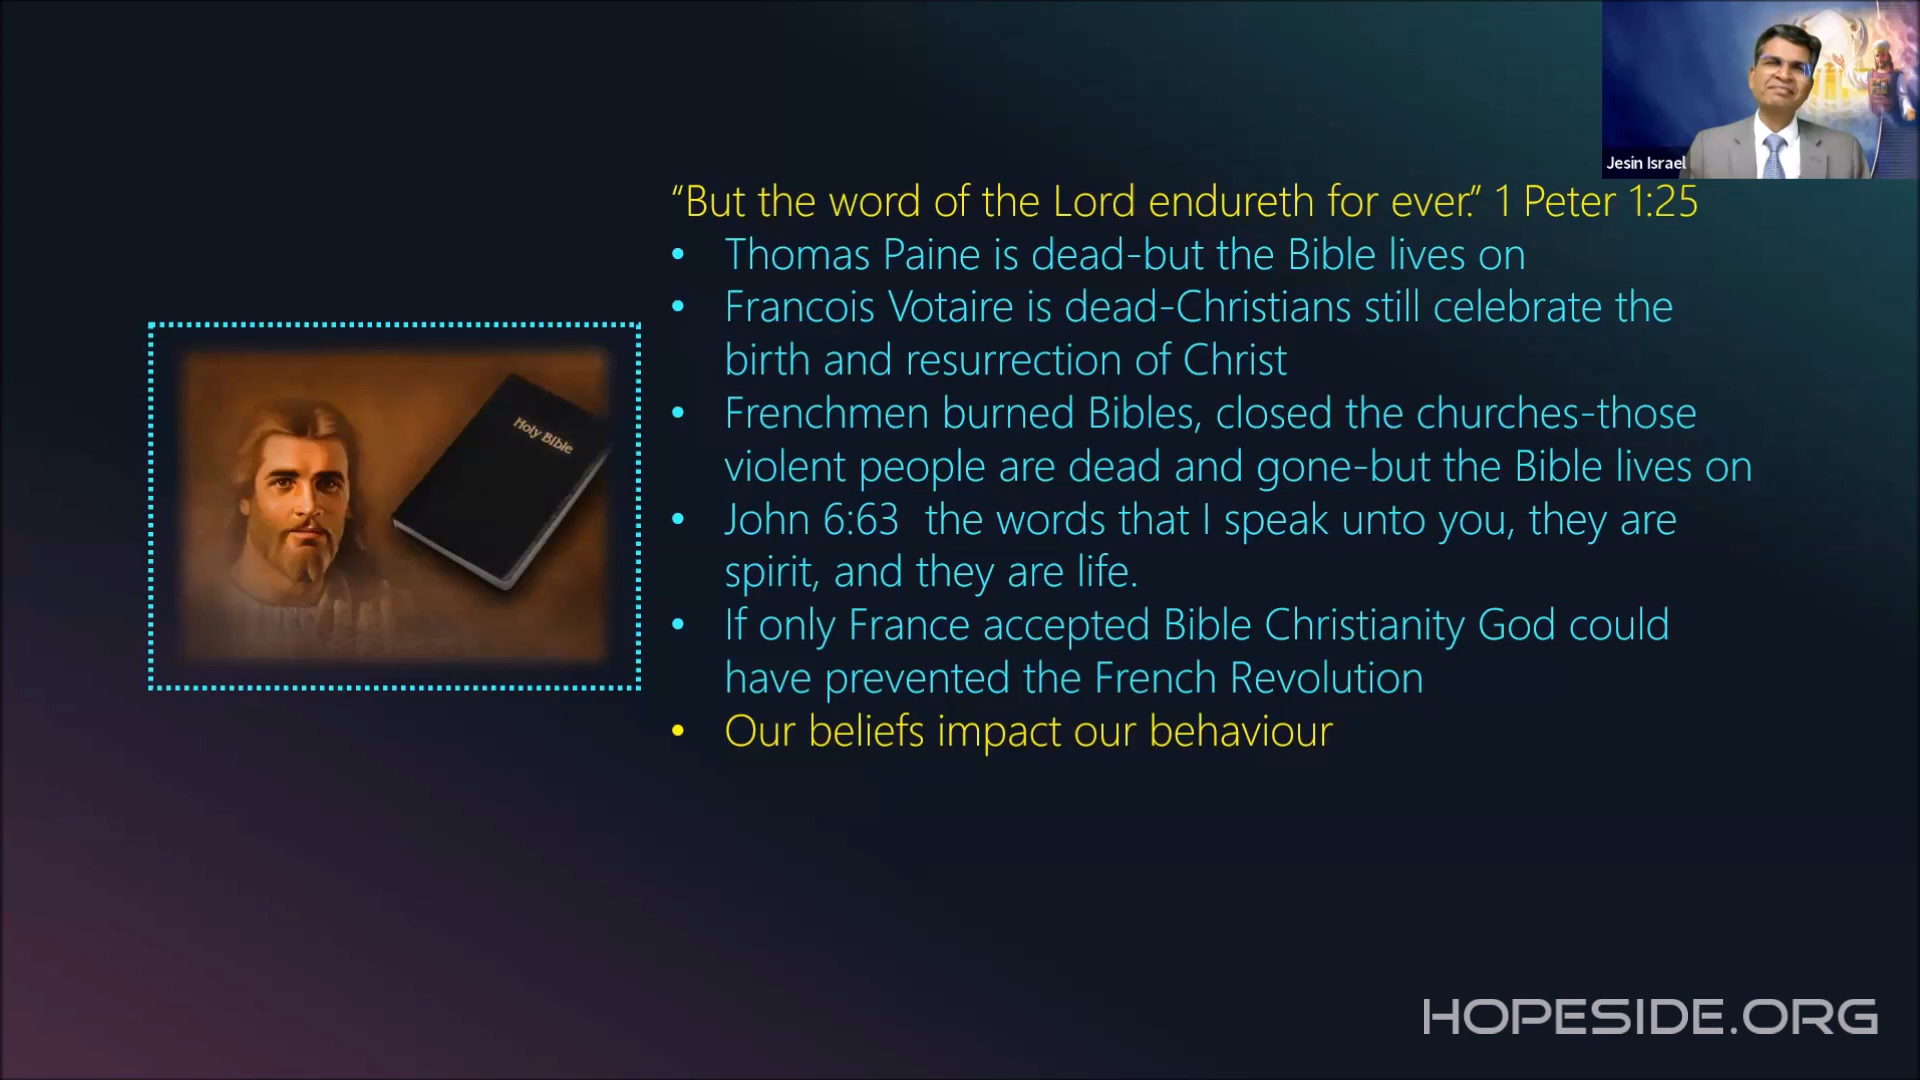 Jesin Israel
“But the word of the Lord endureth for ever.” 1 Peter 1:25
• Thomas Paine is dead-but the Bible lives on
• Francois Votaire is dead-Christians still celebrate the
birth and resurrection of Christ
• Frenchmen burned Bibles, closed the churches-those
violent people are dead and gone-but the Bible lives on
• John 6:63  the words that I speak unto you, they are
spirit, and they are life.
• If only France accepted Bible Christianity God could
have prevented the French Revolution
• Our beliefs impact our behaviour
Holy Bible
HOPESIDE.ORG